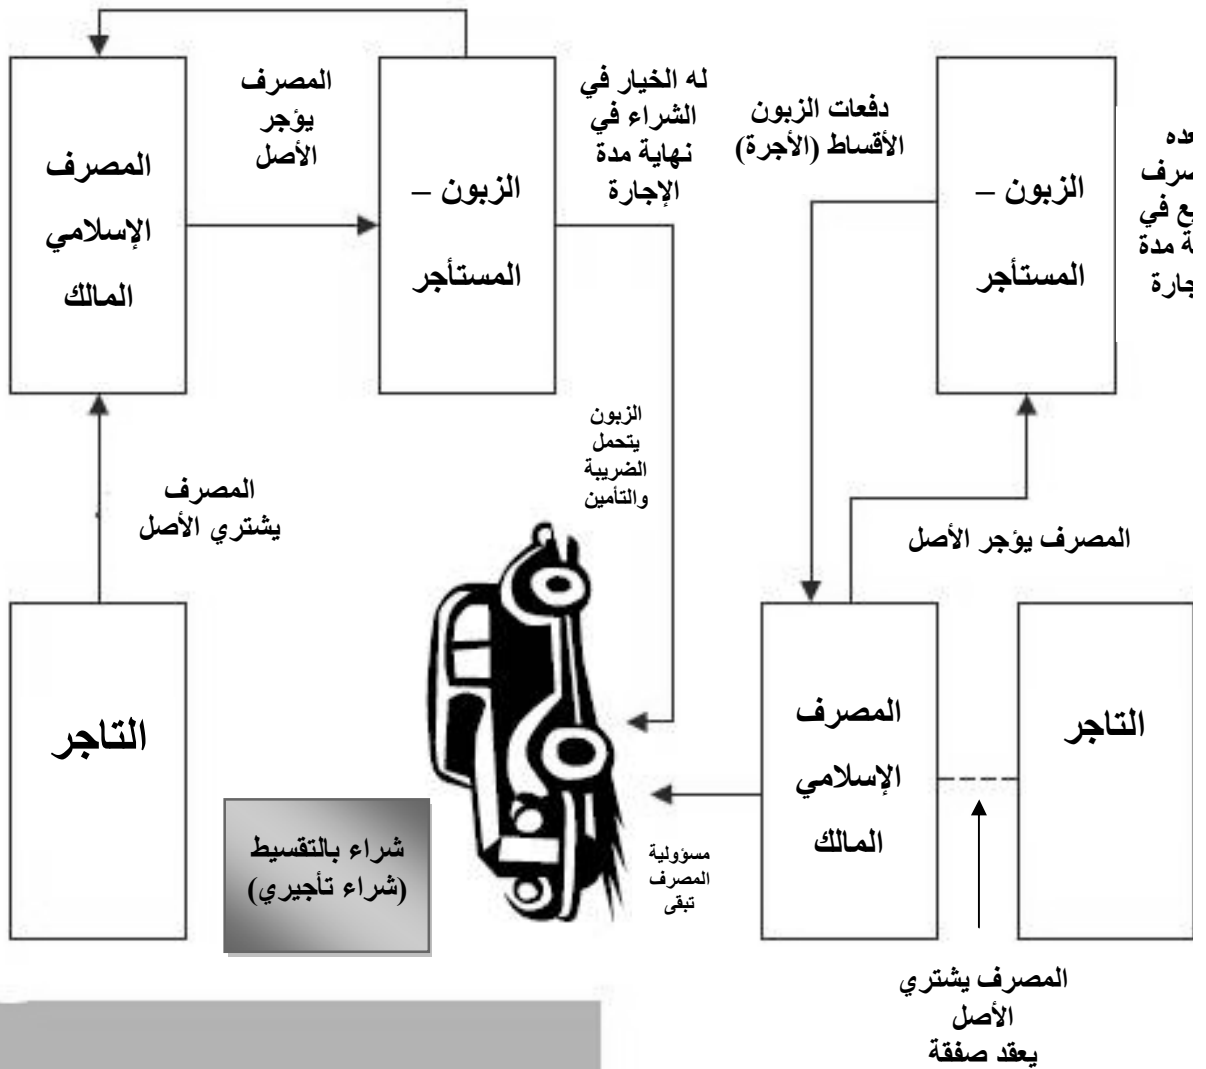 المصرف
يؤجر
الأصل
له الخيار في
الشراء في
نهاية مدة
الإجارة
دفعات الزبون
الأقساط (الأجرة)
المصرف
الإسلامي
المالك
الزبون –
المستأجر
الزبون –
المستأجر
مدة
الزبون
يتحمل
الضريبة
والتأمين
المصرف
يشتري الأصل
المصرف يؤجر الأصل
التاجر
شراء بالتقسيط
(شراء تأجيري)
مسؤولية
المصرف
تبقى
المصرف
الإسلامي
المالك
التاجر
المصرف يشتري
الأصل
يعقد صفقة